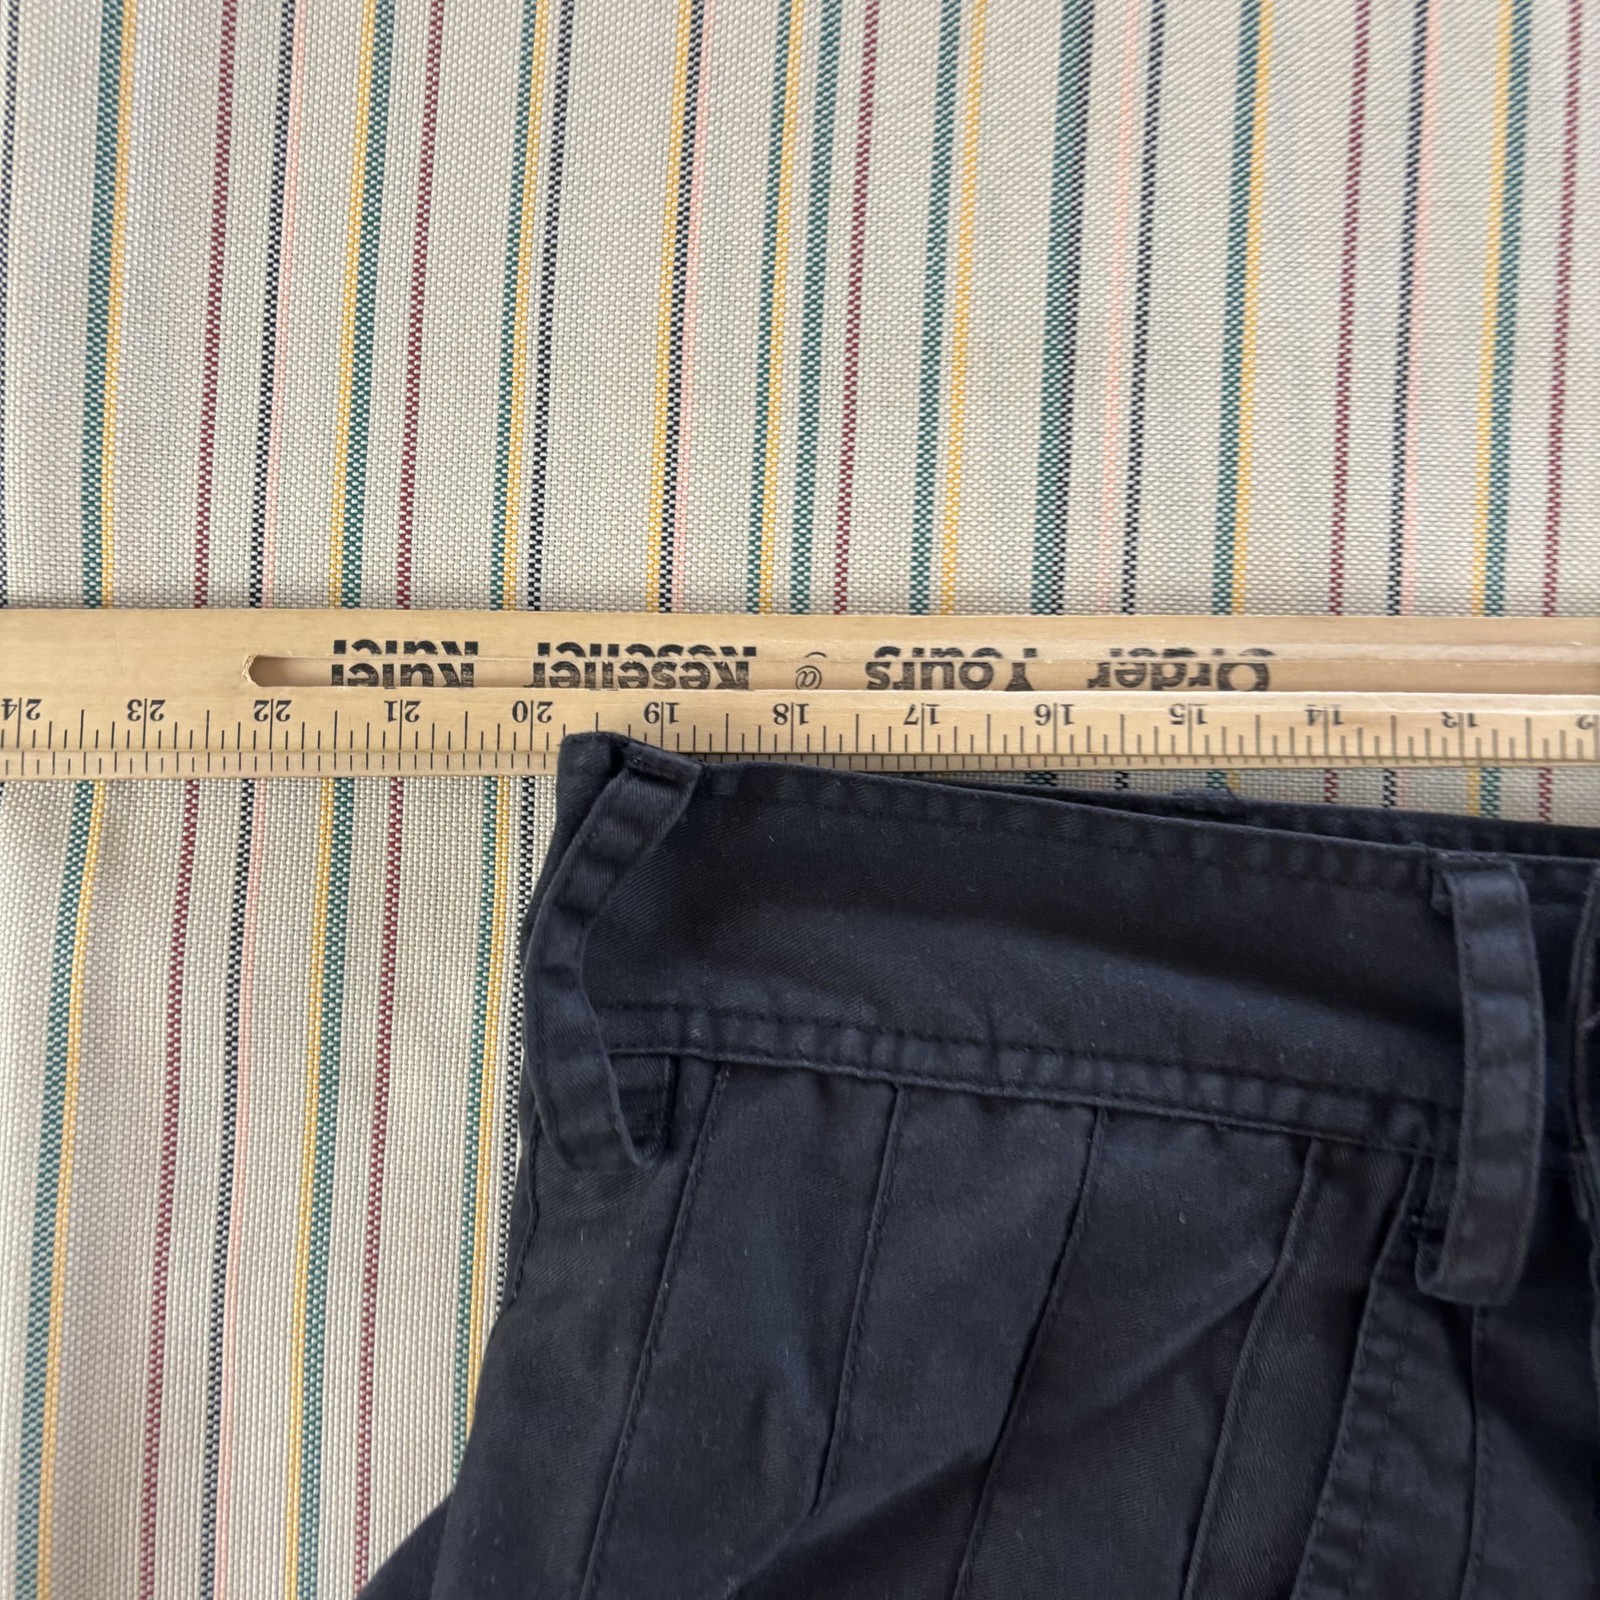 13 14 15 16 17 18 19 20 21 22 23 24
Order Yours @ Reseller Ruler